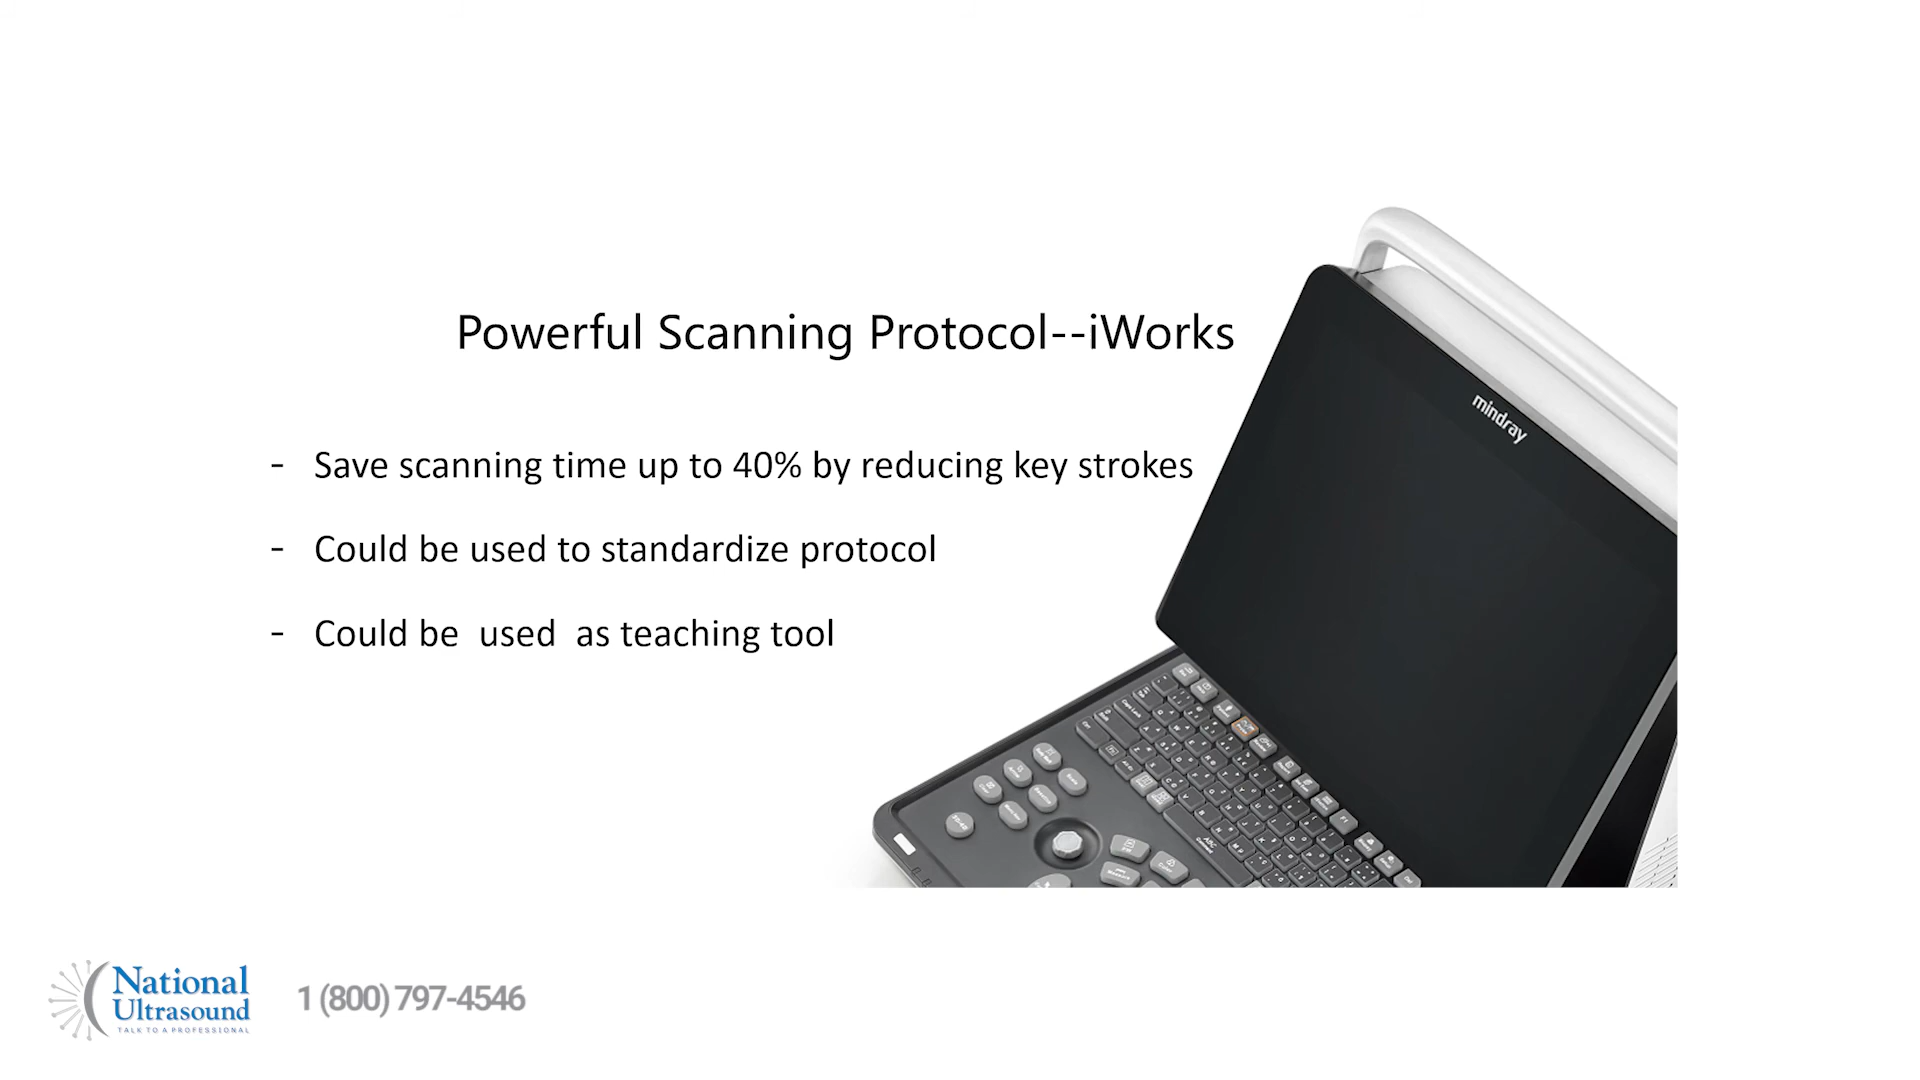 Powerful Scanning Protocol--iWorks
mindray
- Save scanning time up to 40% by reducing key strokes
- Could be used to standardize protocol
- Could be  used  as teaching tool
National
Ultrasound
TALK TO A PROFESSIONAL
1 (800) 797-4546